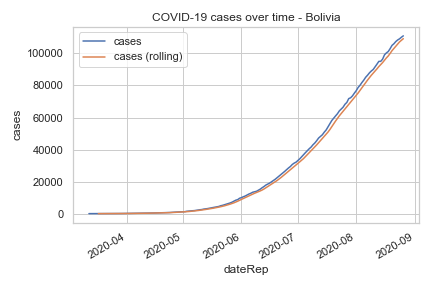 COVID-19 cases over time - Bolivia
cases
cases (rolling)
100000
80000
60000
40000
20000
0
cases
2020-04
2020-05
2020-06
2020-07
2020-08
2020-09
dateRep